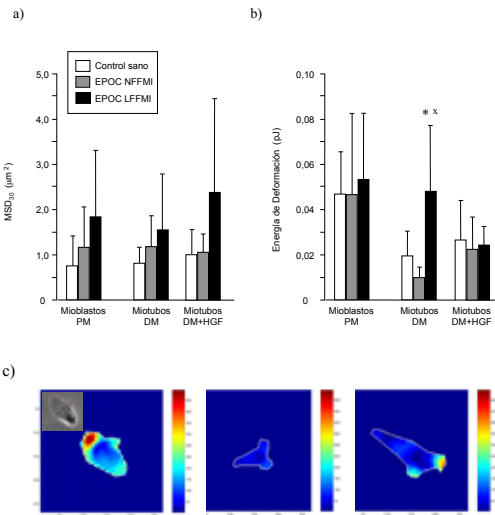 a)
b)
Control sano
EPOC NFFMI
EPOC LFFMI
MSD30 (μm2)
5,0
4,0
3,0
2,0
1,0
0
Mioblastos
PM
Miotubos
DM
Miotubos
DM+HGF
Energía de Deformación (pJ)
0,10
0,08
0,06
0,04
0,02
0
* x
Mioblastos
PM
Miotubos
DM
Miotubos
DM+HGF
c)